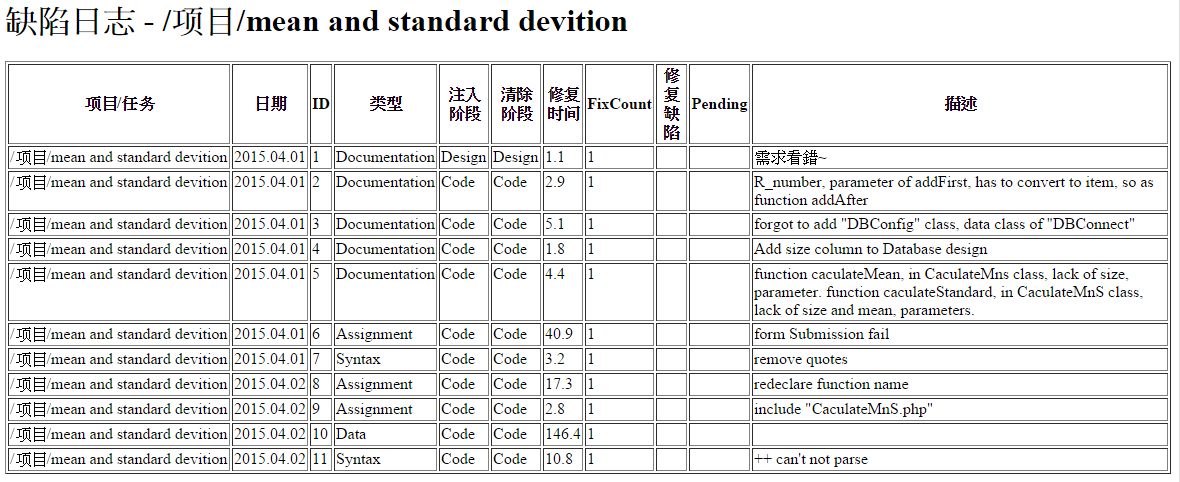 缺陷日志 - /项目/mean and standard devition
项目/任务 日期 ID 类型 注入阶段 清除阶段 修复时间 FixCount 修复缺陷 Pending 描述
/项目/mean and standard devition 2015.04.01 1 Documentation Design Design 1.1 1 需求看錯~
/项目/mean and standard devition 2015.04.01 2 Documentation Code Code 2.9 1 R_number, parameter of addFirst, has to convert to item, so as
function addAfter
/项目/mean and standard devition 2015.04.01 3 Documentation Code Code 5.1 1 forgot to add "DBConfig" class, data class of "DBConnect"
/项目/mean and standard devition 2015.04.01 4 Documentation Code Code 1.8 1 Add size column to Database design
/项目/mean and standard devition 2015.04.01 5 Documentation Code Code 4.4 1 function caculateMean, in CaculateMns class, lack of size,
parameter. function caculateStandard, in CaculateMnS class,
lack of size and mean, parameters.
/项目/mean and standard devition 2015.04.01 6 Assignment Code Code 40.9 1 form Submission fail
/项目/mean and standard devition 2015.04.01 7 Syntax Code Code 3.2 1 remove quotes
/项目/mean and standard devition 2015.04.02 8 Assignment Code Code 17.3 1 redeclare function name
/项目/mean and standard devition 2015.04.02 9 Assignment Code Code 2.8 1 include "CaculateMnS.php"
/项目/mean and standard devition 2015.04.02 10 Data Code Code 146.4 1
/项目/mean and standard devition 2015.04.02 11 Syntax Code Code 10.8 1 ++ can't not parse